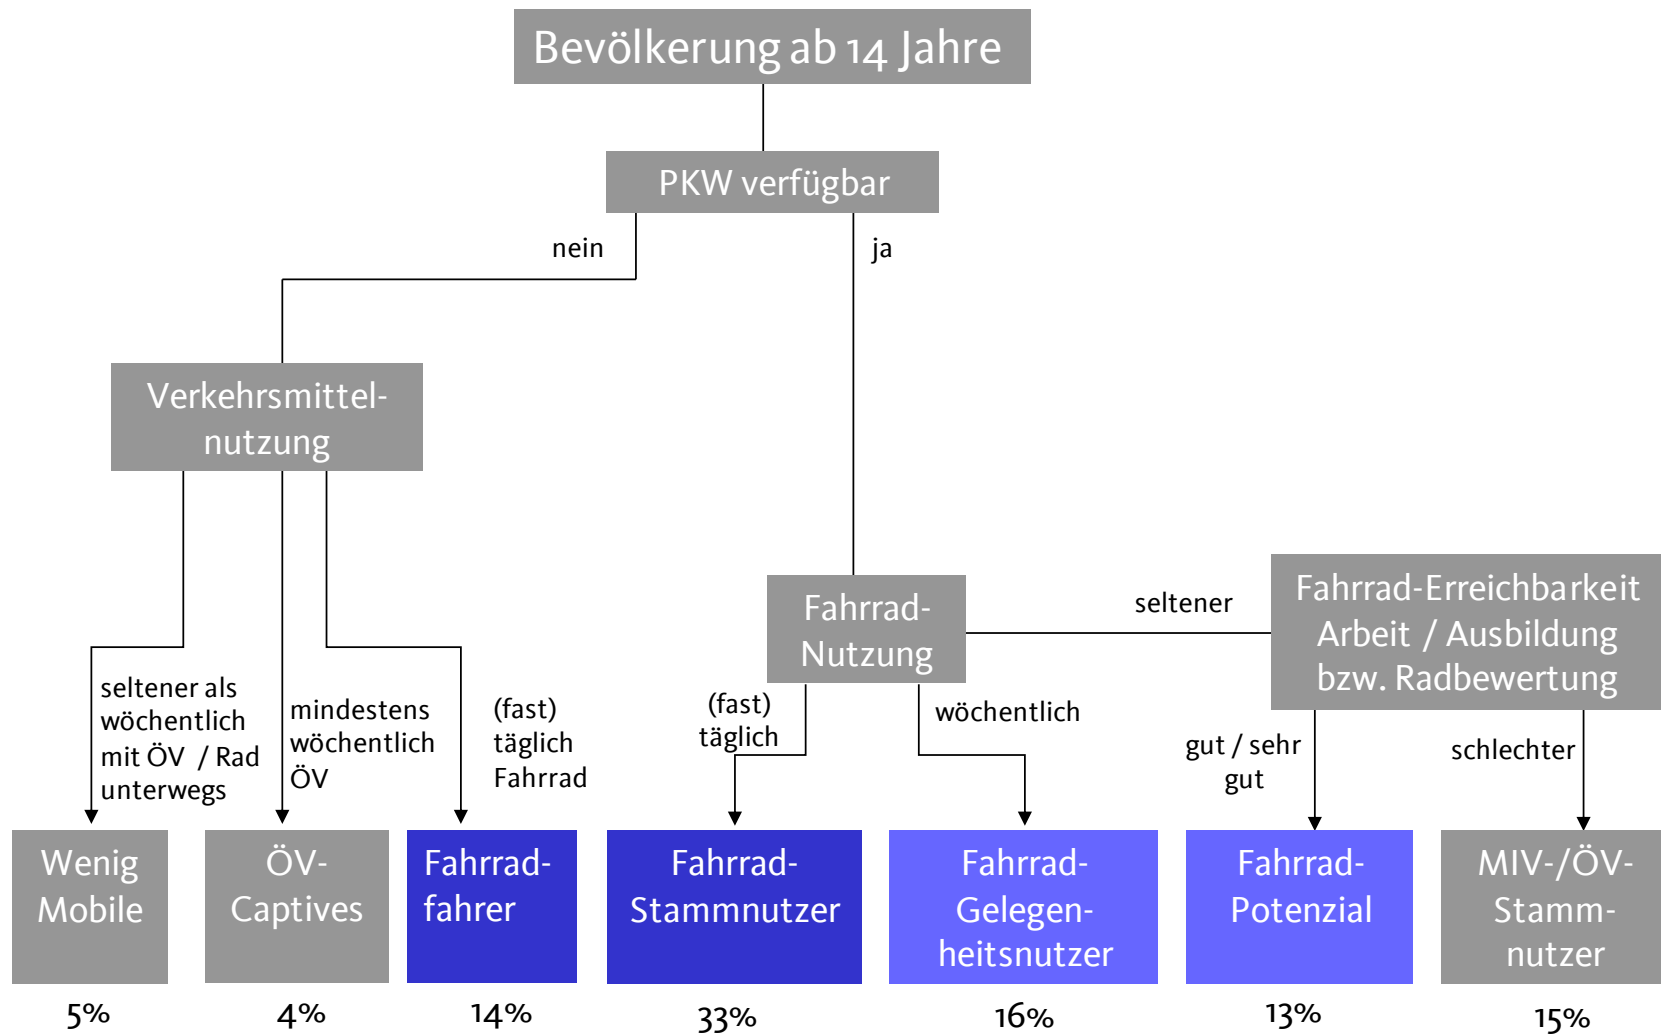 Bevölkerung ab 14 Jahre
PKW verfügbar
nein
ja
Verkehrsmittel-
nutzung
Fahrrad-
Nutzung
seltener
Fahrrad-Erreichbarkeit
Arbeit / Ausbildung
bzw. Radbewertung
seltener als
wöchentlich
mit ÖV / Rad
unterwegs
mindestens
wöchentlich
ÖV
(fast)
täglich
Fahrrad
(fast)
täglich
wöchentlich
gut / sehr
gut
schlechter
Wenig
Mobile
ÖV-
Captives
Fahrrad-
fahrer
Fahrrad-
Stammnutzer
Fahrrad-
Gelegen-
heitsnutzer
Fahrrad-
Potenzial
MIV-/ÖV-
Stamm-
nutzer
5%
4%
14%
33%
16%
13%
15%